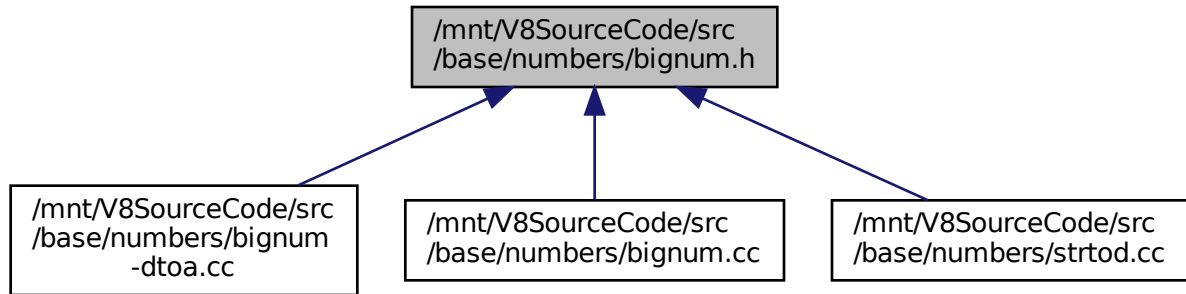 /mnt/V8SourceCode/src
/base/numbers/bignum.h
/mnt/V8SourceCode/src
/base/numbers/bignum
-dtoa.cc
/mnt/V8SourceCode/src
/base/numbers/bignum.cc
/mnt/V8SourceCode/src
/base/numbers/strtod.cc